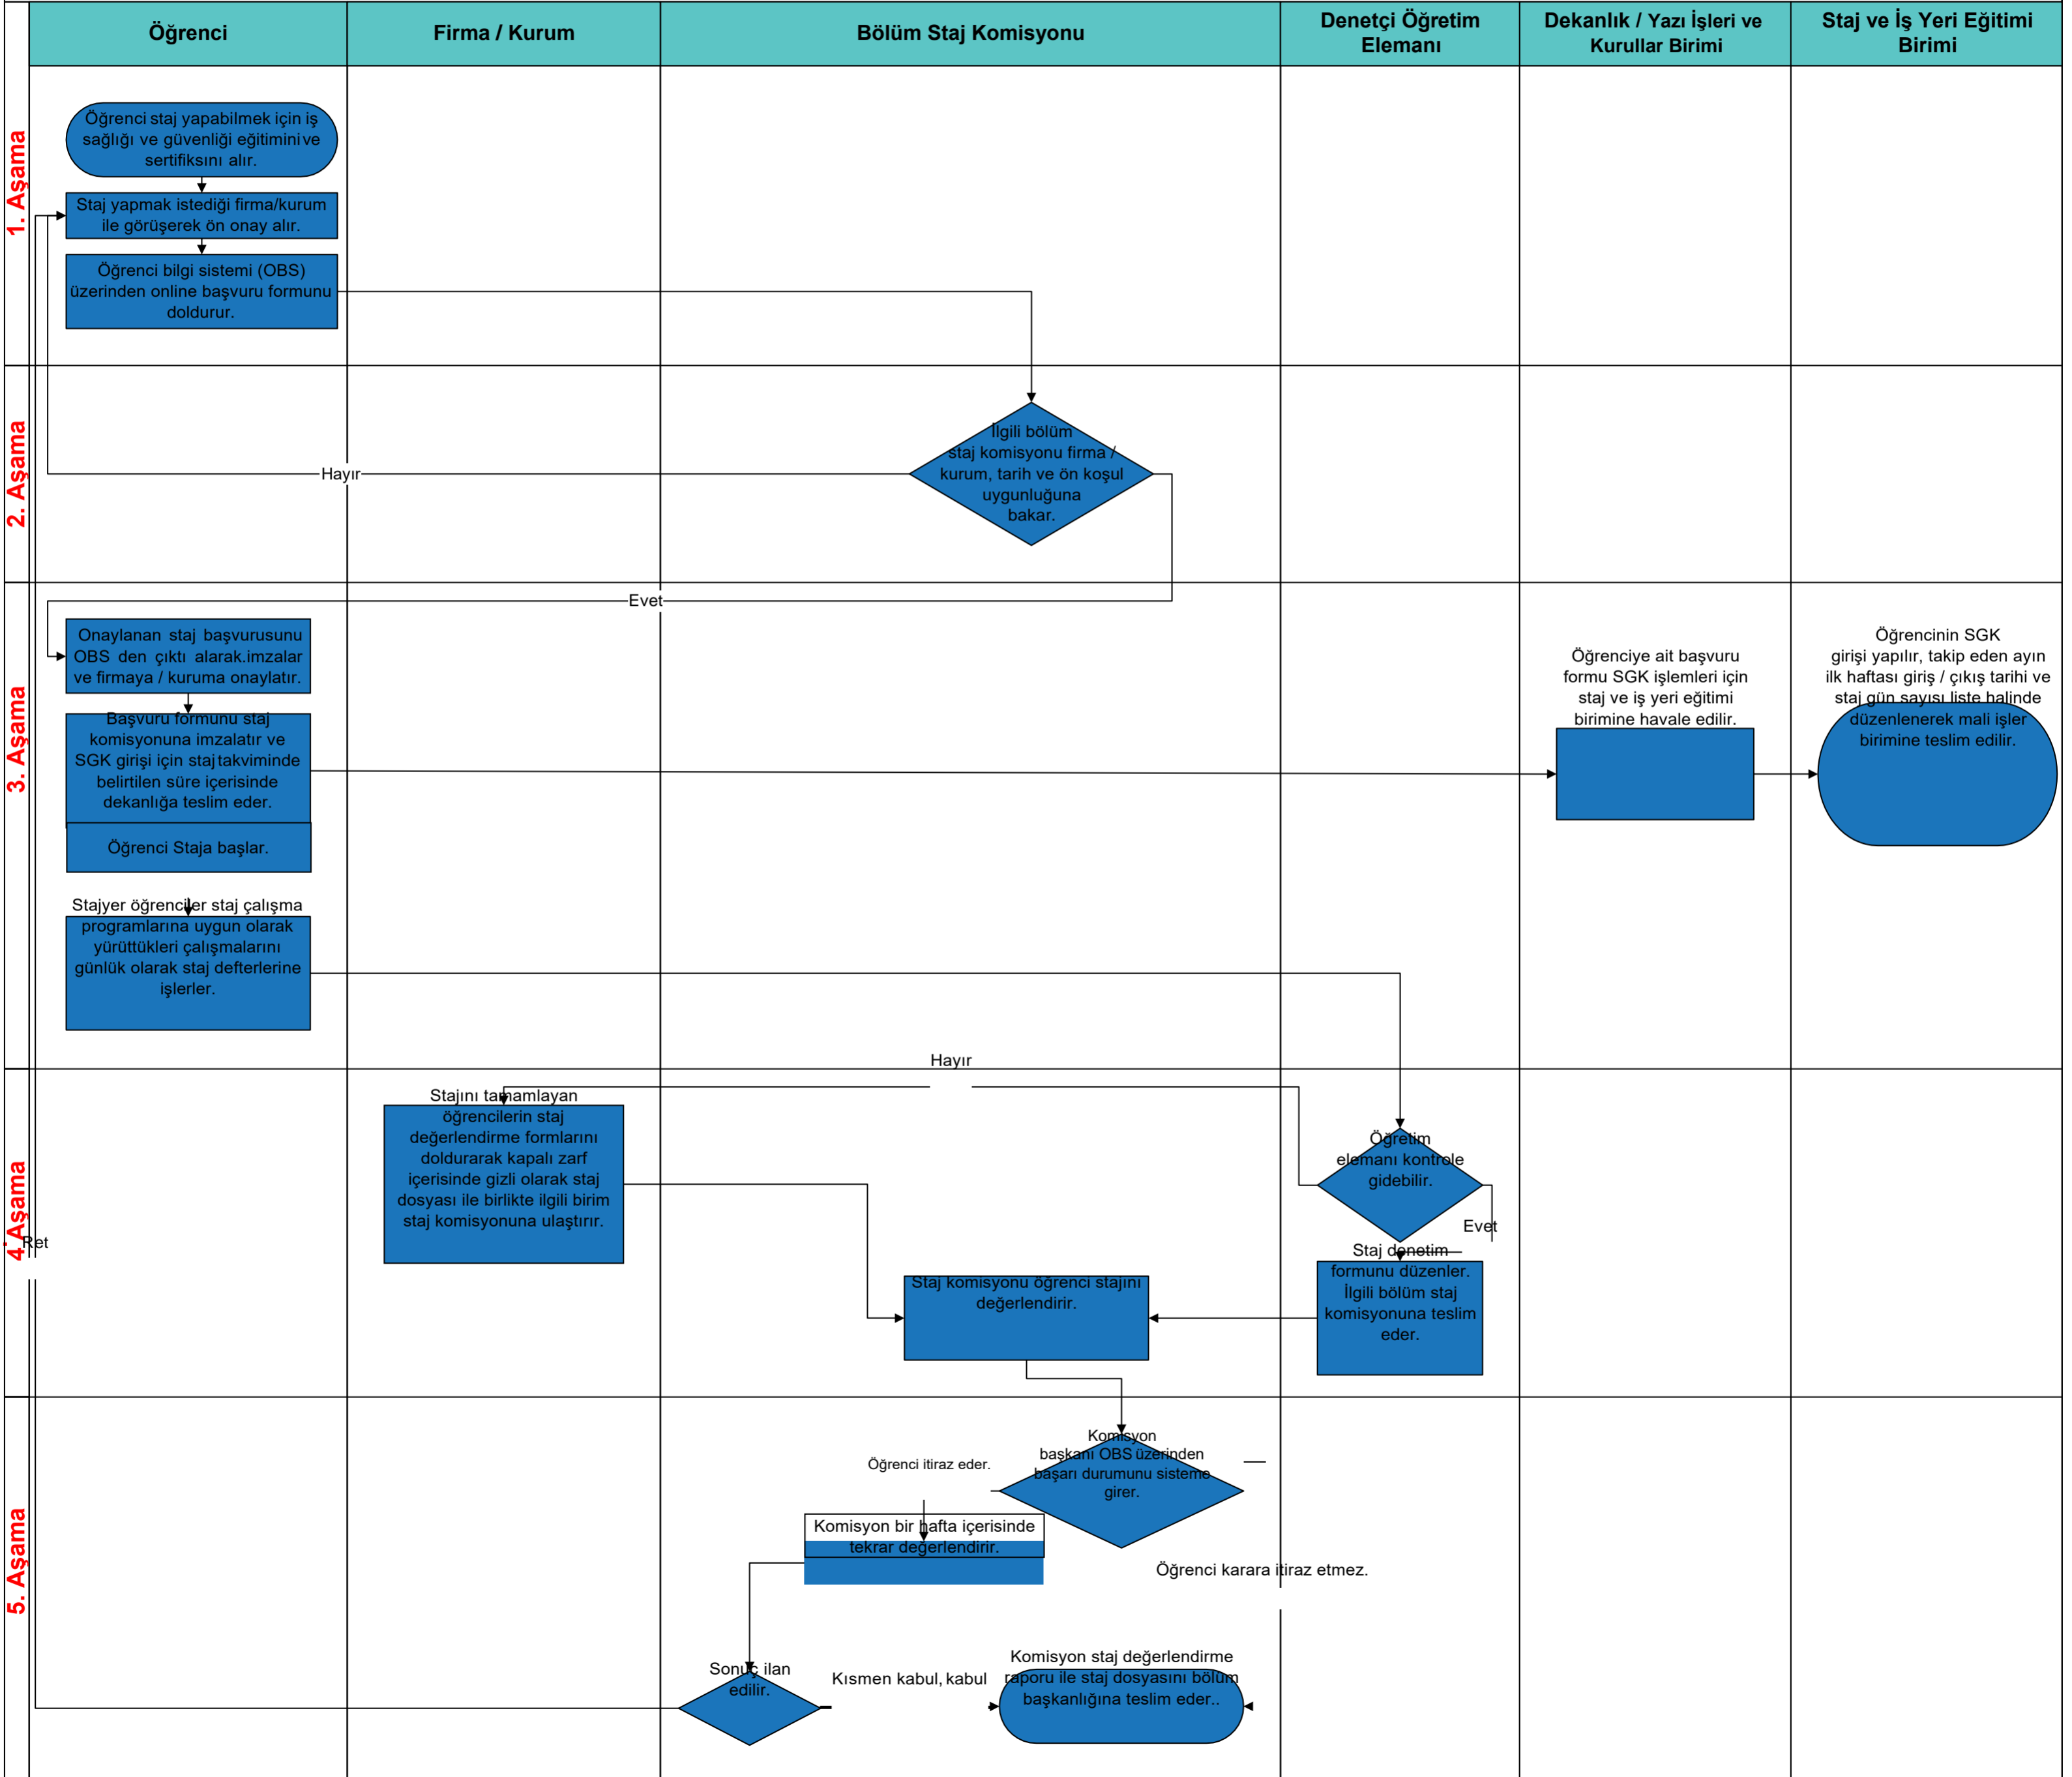 Öğrenci
Firma / Kurum
Bölüm Staj Komisyonu
Denetçi Öğretim
Elemanı
Dekanlık / Yazı İşleri ve
Kurullar Birimi
Staj ve İş Yeri Eğitimi
Birimi
1. Aşama
Öğrenci staj yapabilmek için iş
sağlığı ve güvenliği eğitimini ve
sertifiksını alır.
Staj yapmak istediği firma/kurum
ile görüşerek ön onay alır.
Öğrenci bilgi sistemi (OBS)
üzerinden online başvuru formunu
doldurur.
2. Aşama
İlgili bölüm
staj komisyonu firma /
kurum, tarih ve ön koşul
uygunluğuna
bakar.
Hayır
Evet
3. Aşama
Onaylanan staj başvurusunu
OBS den çıktı alarak.imzalar
ve firmaya / kuruma onaylatır.
Başvuru formunu staj
komisyonuna imzalatır ve
SGK girişi için staj takviminde
belirtilen süre içerisinde
dekanlığa teslim eder.
Öğrenci Staja başlar.
Stajyer öğrenciler staj çalışma
programlarına uygun olarak
yürüttükleri çalışmalarını
günlük olarak staj defterlerine
işlerler.
Öğrenciye ait başvuru
formu SGK işlemleri için
staj ve iş yeri eğitimi
birimine havale edilir.
Öğrencinin SGK
girişi yapılır, takip eden ayın
ilk haftası giriş / çıkış tarihi ve
staj gün sayısı liste halinde
düzenlenerek mali işler
birimine teslim edilir.
Hayır
4.Aşama
Ret
Stajını tamamlayan
öğrencilerin staj
değerlendirme formlarını
doldurarak kapalı zarf
içerisinde gizli olarak staj
dosyası ile birlikte ilgili birim
staj komisyonuna ulaştırır.
Öğretim
elemanı kontrole
gidebilir.
Evet
Staj denetim
formunu düzenler.
İlgili bölüm staj
komisyonuna teslim
eder.
Staj komisyonu öğrenci stajını
değerlendirir.
5. Aşama
Komisyon
başkanı OBS üzerinden
başarı durumunu sisteme
girer.
Öğrenci itiraz eder.
Komisyon bir hafta içerisinde
tekrar değerlendirir.
Öğrenci karara itiraz etmez.
Sonuç ilan
edilir.
Kısmen kabul, kabul
Komisyon staj değerlendirme
raporu ile staj dosyasını bölüm
başkanlığına teslim eder..